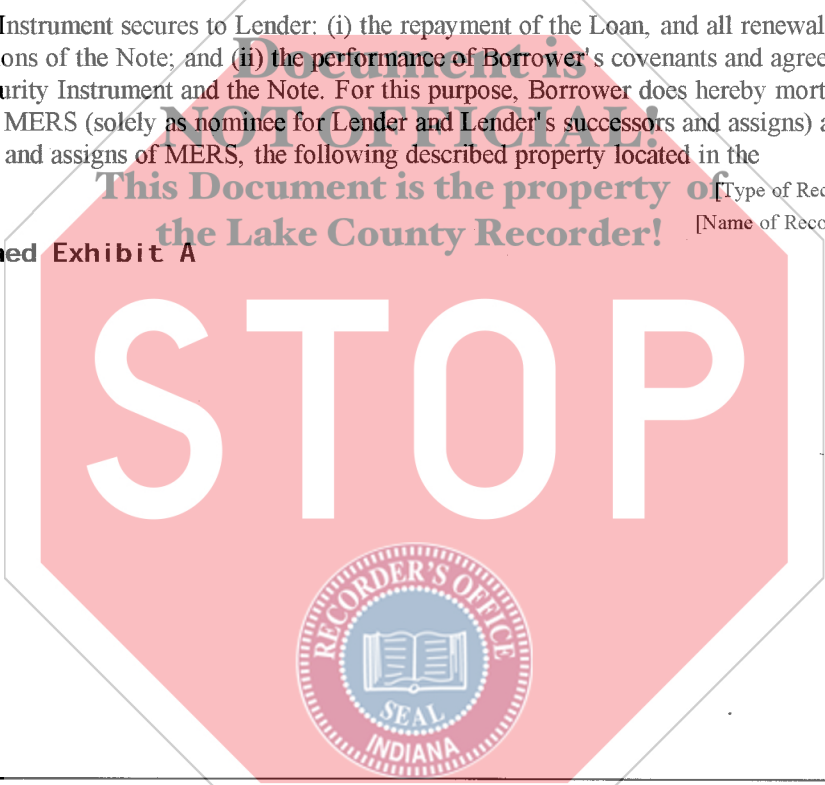 Instrument secures to Lender: (i) the repayment of the Loan, and all renewal
ons of the Note; and (ii) the performance of Borrower's covenants and agree
urity Instrument and the Note. For this purpose, Borrower does hereby mort
MERS (solely as nominee for Lender and Lender's successors and assigns) a
and assigns of MERS, the following described property located in the
[Type of Rec
[Name of Reco
ned Exhibit A
Document is
NOT OFFICIAL!
This Document is the property of
the Lake County Recorder!
STOP
RECORDER'S OFFICE
SEAL
INDIANA